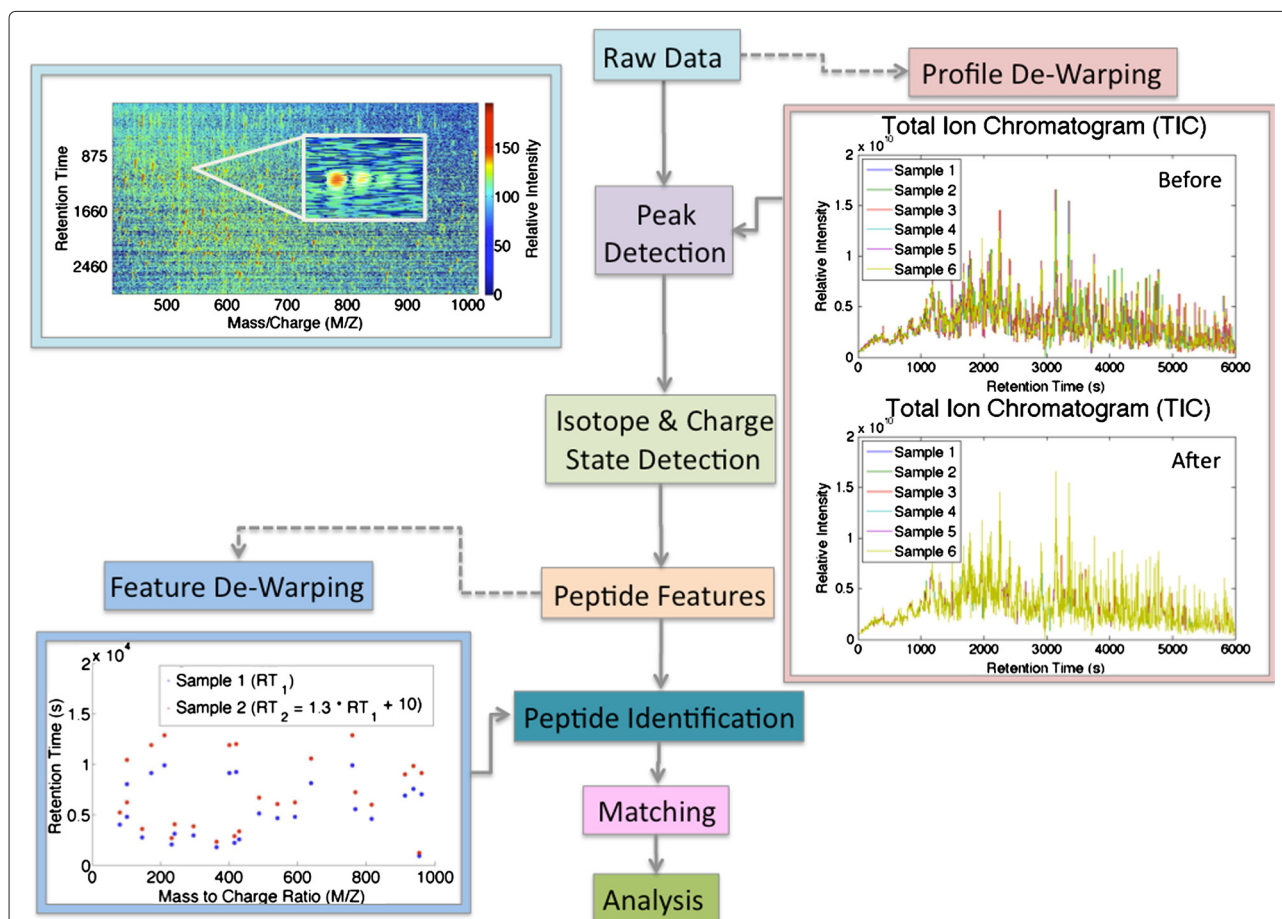 Raw Data
Profile De-Warping
Retention Time
875
1660
2460
500
600
700
800
900
1000
Mass/Charge (M/Z)
150
100
50
0
Relative Intensity
Peak
Detection
Total Ion Chromatogram (TIC)
2 x 10^10
Before
Sample 1
Sample 2
Sample 3
Sample 4
Sample 5
Sample 6
Relative Intensity
1.5
1
0.5
0
0
1000
2000
3000
4000
5000
6000
Retention Time (s)
Total Ion Chromatogram (TIC)
2 x 10^10
After
Sample 1
Sample 2
Sample 3
Sample 4
Sample 5
Sample 6
Relative Intensity
1.5
1
0.5
0
0
1000
2000
3000
4000
5000
6000
Retention Time (s)
Isotope & Charge
State Detection
Feature De-Warping
Peptide Features
2 x 10^4
Sample 1 (RT_1)
Sample 2 (RT_2 = 1.3 * RT_1 + 10)
Retention Time (s)
1.5
1
0.5
0
0
200
400
600
800
1000
Mass to Charge Ratio (M/Z)
Peptide Identification
Matching
Analysis